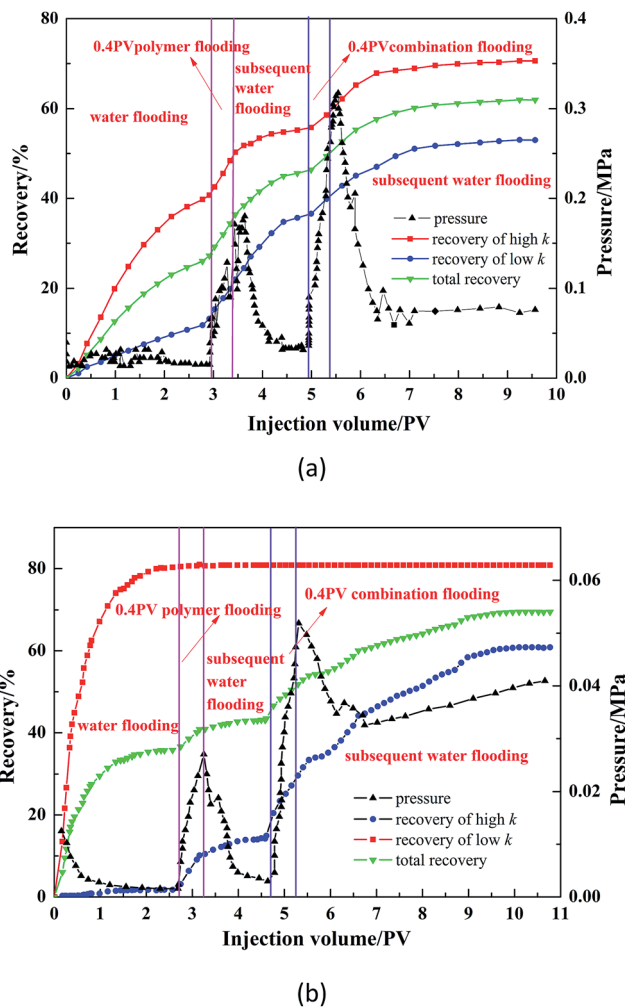 80
60
40
20
0
Recovery/%
0.4
0.3
0.2
0.1
0.0
Pressure/MPa
0.4PVpolymer flooding
0.4PVcombination flooding
subsequent
water
flooding
water flooding
subsequent water flooding
pressure
recovery of high k
recovery of low k
total recovery
0 1 2 3 4 5 6 7 8 9 10
Injection volume/PV
(a)
80
60
40
20
0
Recovery/%
0.06
0.04
0.02
0.00
Pressure/MPa
0.4PV polymer flooding
0.4PV combination flooding
subsequent
water
flooding
water flooding
subsequent water flooding
pressure
recovery of high k
recovery of low k
total recovery
0 1 2 3 4 5 6 7 8 9 10 11
Injection volume/PV
(b)